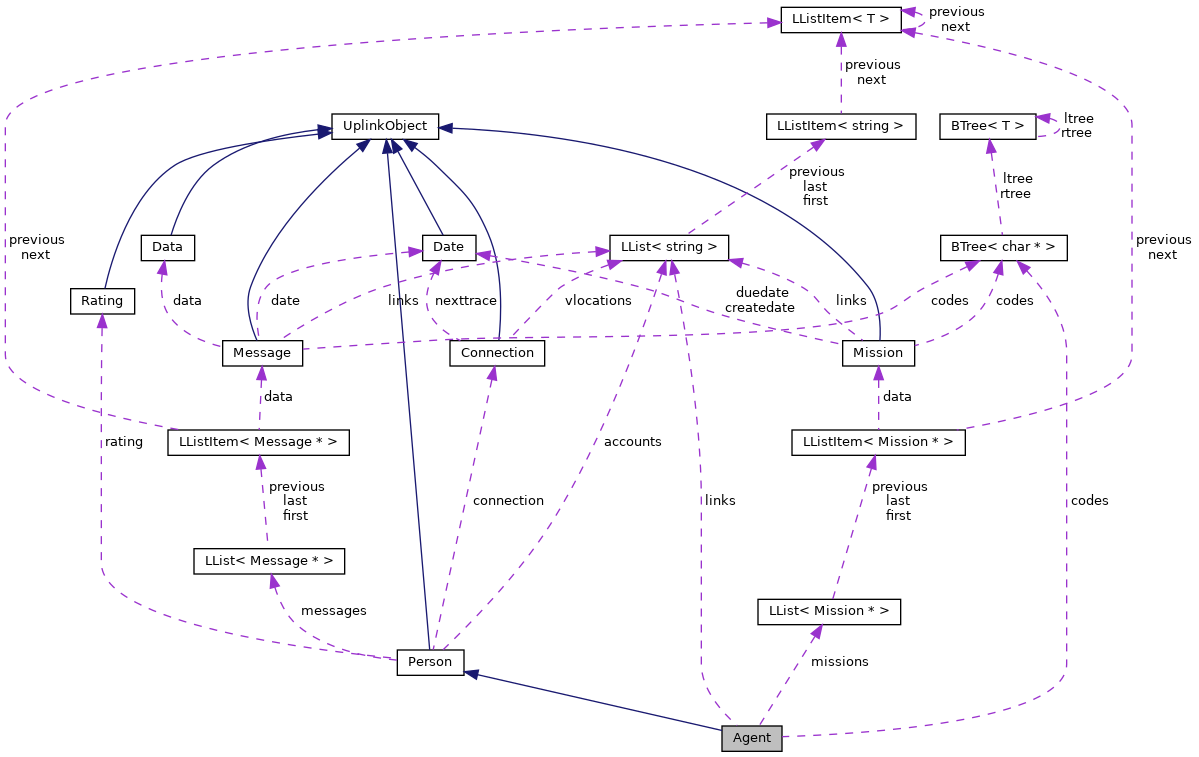 LListItem< T >
previous
next
previous
next
UplinkObject
LListItem< string >
BTree< T >
ltree
rtree
previous
last
first
ltree
rtree
previous
next
Data
Date
LList< string >
BTree< char * >
previous
next
Rating
data
date
links
nexttrace
vlocations
duedate
createdate
links
codes
codes
Message
Connection
Mission
data
data
LListItem< Message * >
rating
accounts
LListItem< Mission * >
previous
last
first
connection
links
previous
last
first
codes
LList< Message * >
messages
LList< Mission * >
Person
missions
Agent